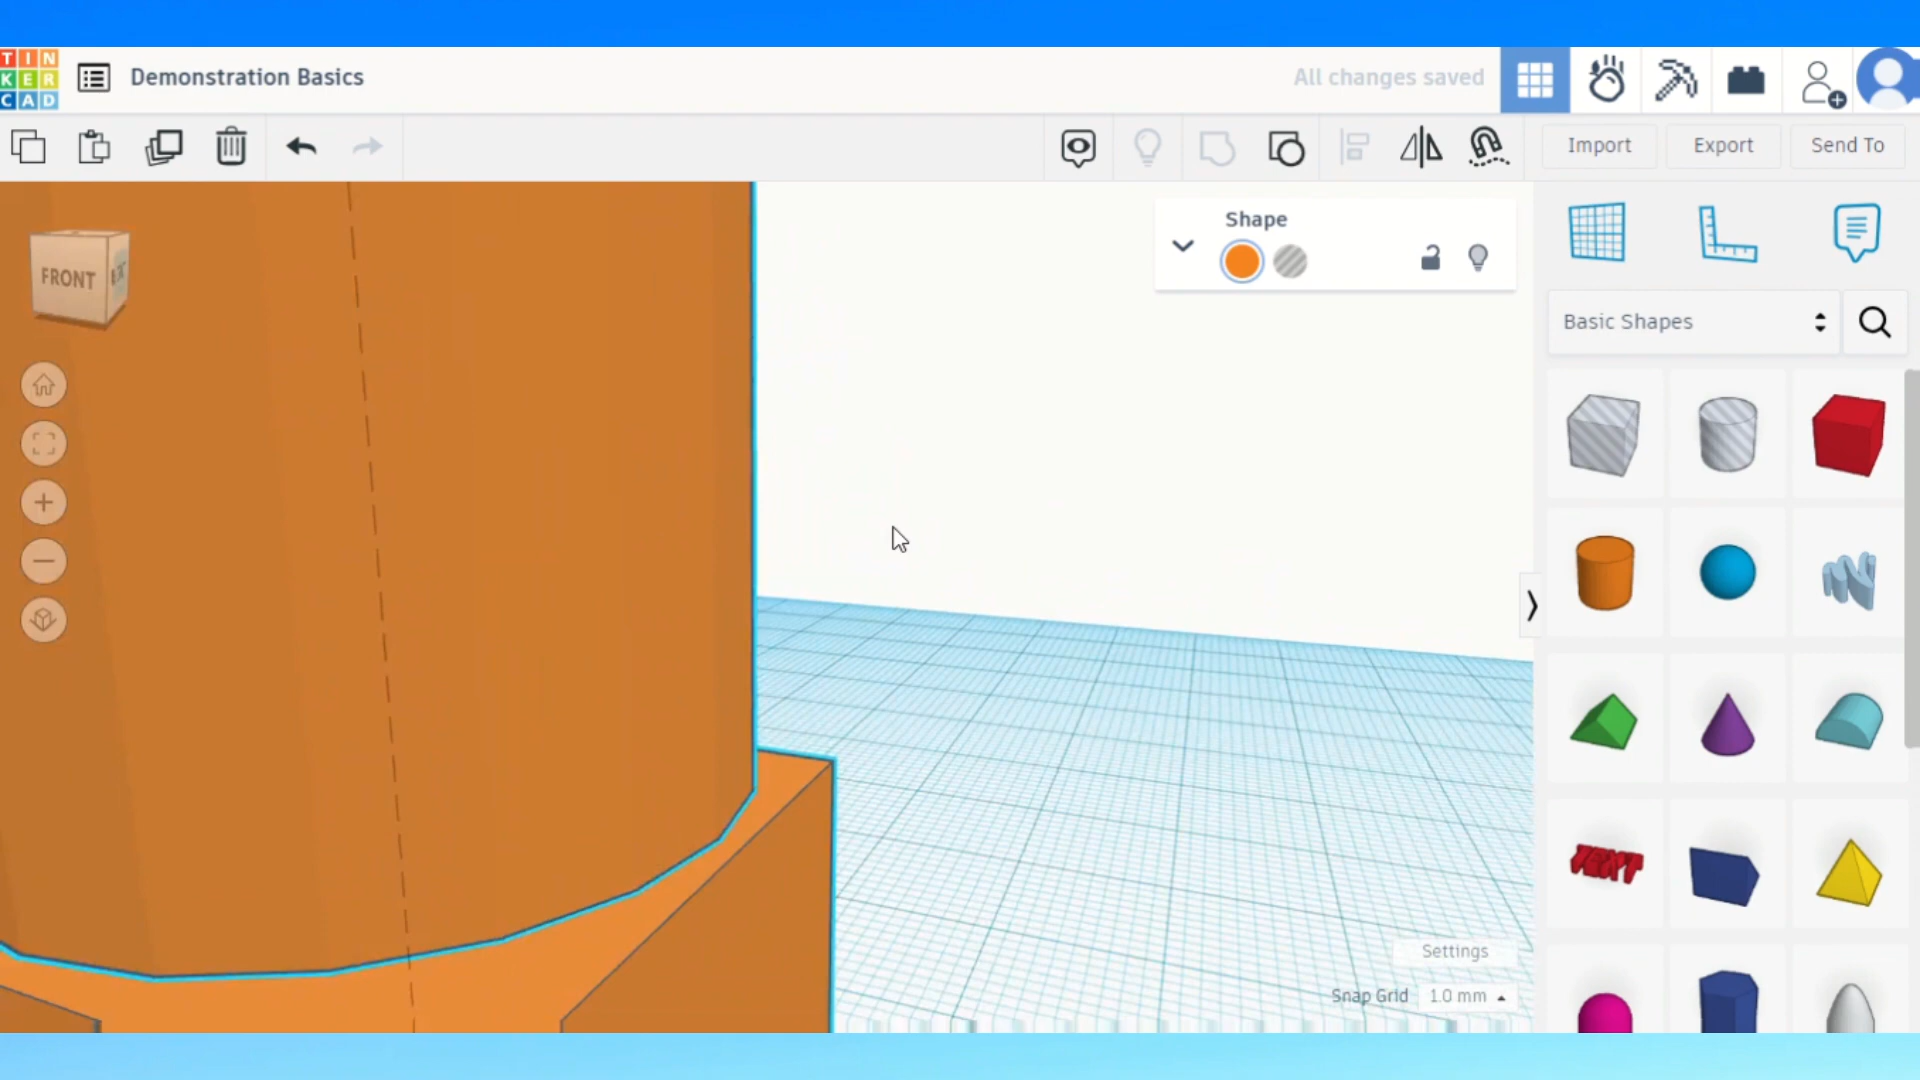 TIN
KER
CAD
Demonstration Basics
All changes saved
Import
Export
Send To
Shape
FRONT
Basic Shapes
TEXT
Settings
Snap Grid
1.0 mm